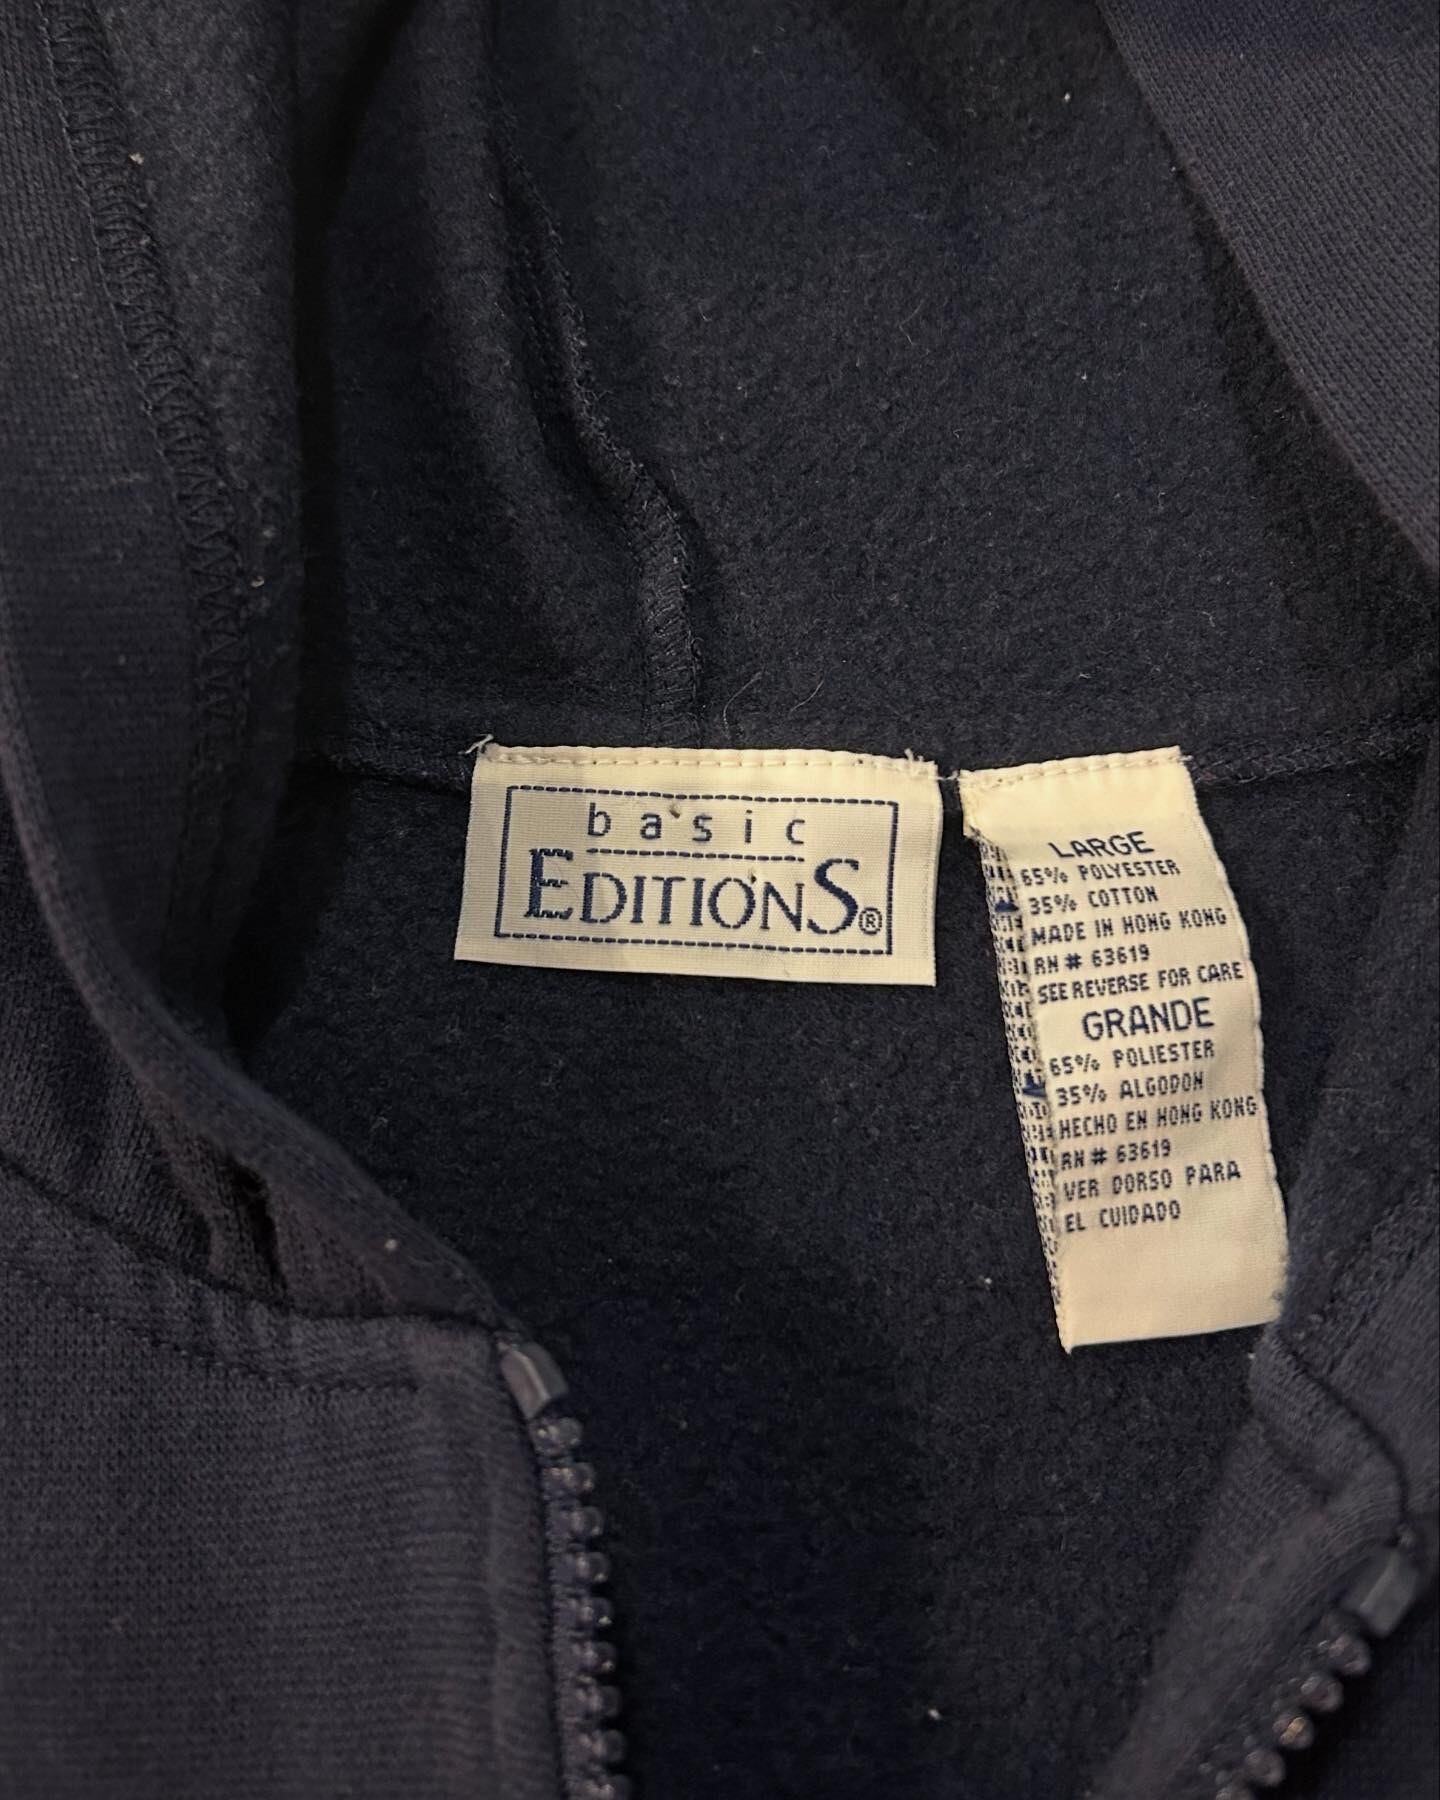 basic
EDITIONS®
LARGE
65% POLYESTER
35% COTTON
MADE IN HONG KONG
RN # 63619
SEE REVERSE FOR CARE
GRANDE
65% POLIESTER
35% ALGODON
HECHO EN HONG KONG
RN # 63619
VER DORSO PARA
EL CUIDADO